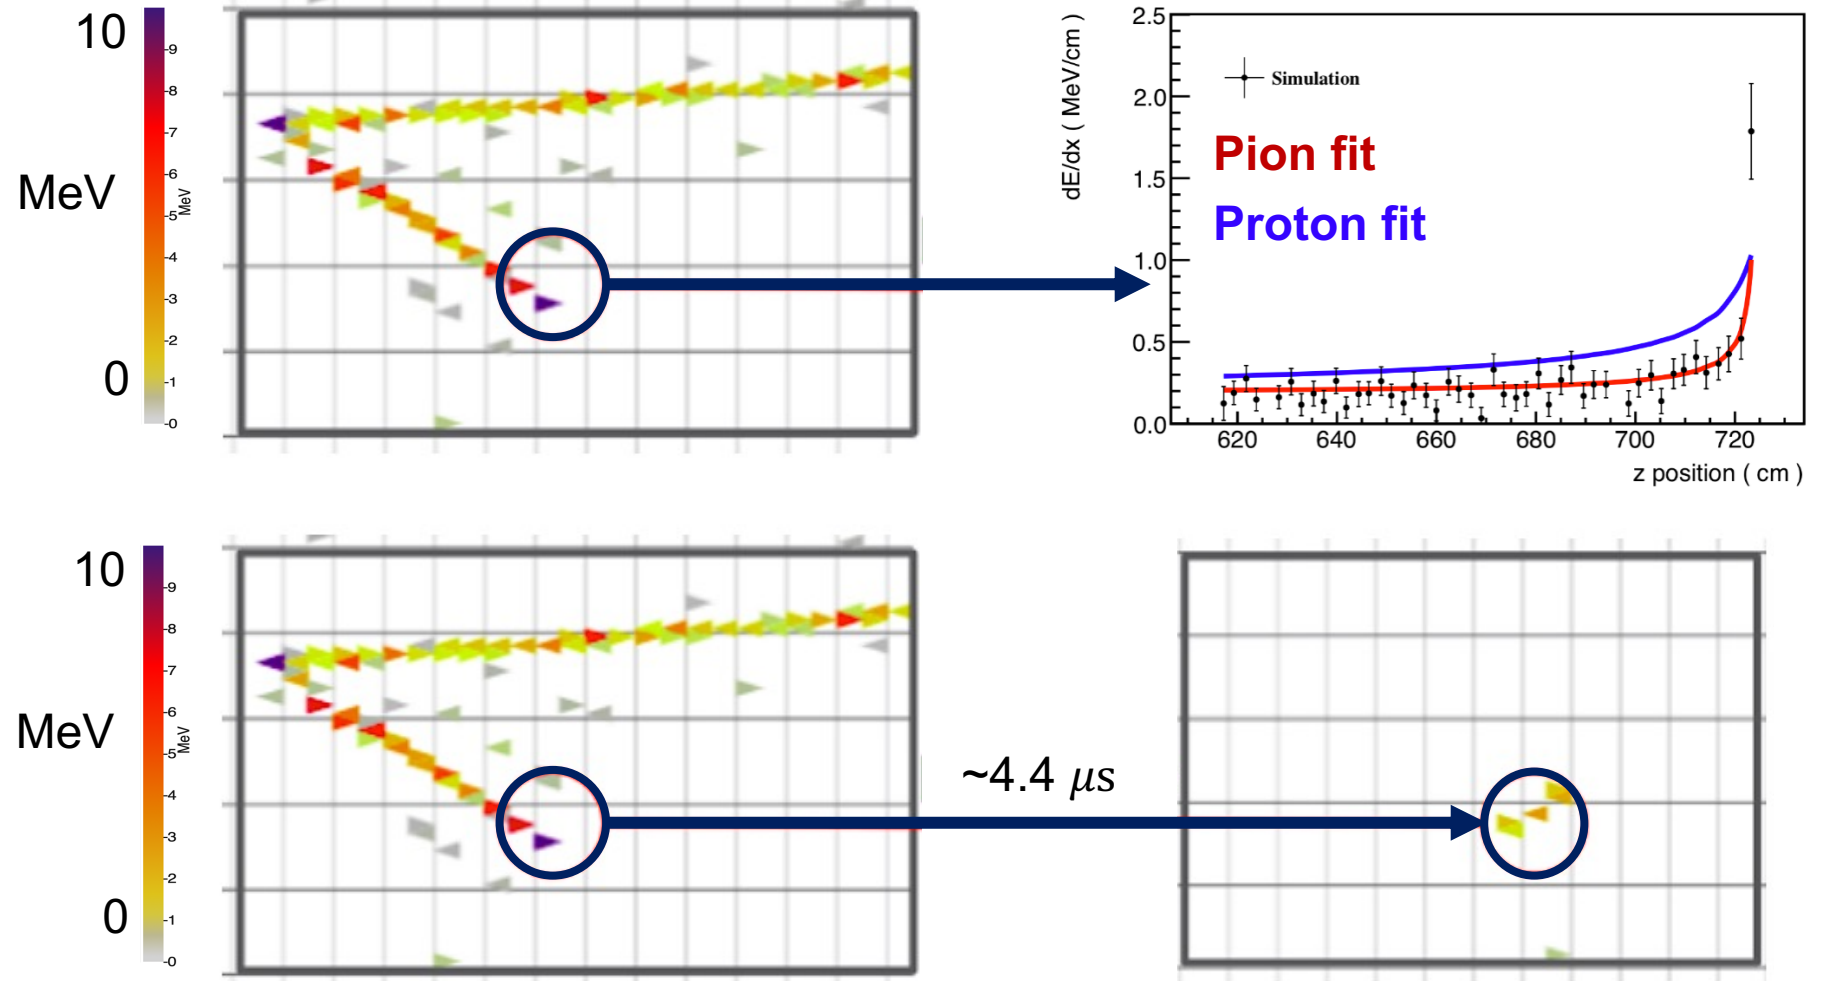 10
MeV
0
-9
-8
-7
-6
-5
-4
-3
-2
-1
-0
MeV
dE/dx ( MeV/cm )
2.5
2.0
1.5
1.0
0.5
0.0
Simulation
Pion fit
Proton fit
620 640 660 680 700 720
z position ( cm )
10
MeV
0
-9
-8
-7
-6
-5
-4
-3
-2
-1
-0
MeV
~4.4 μs